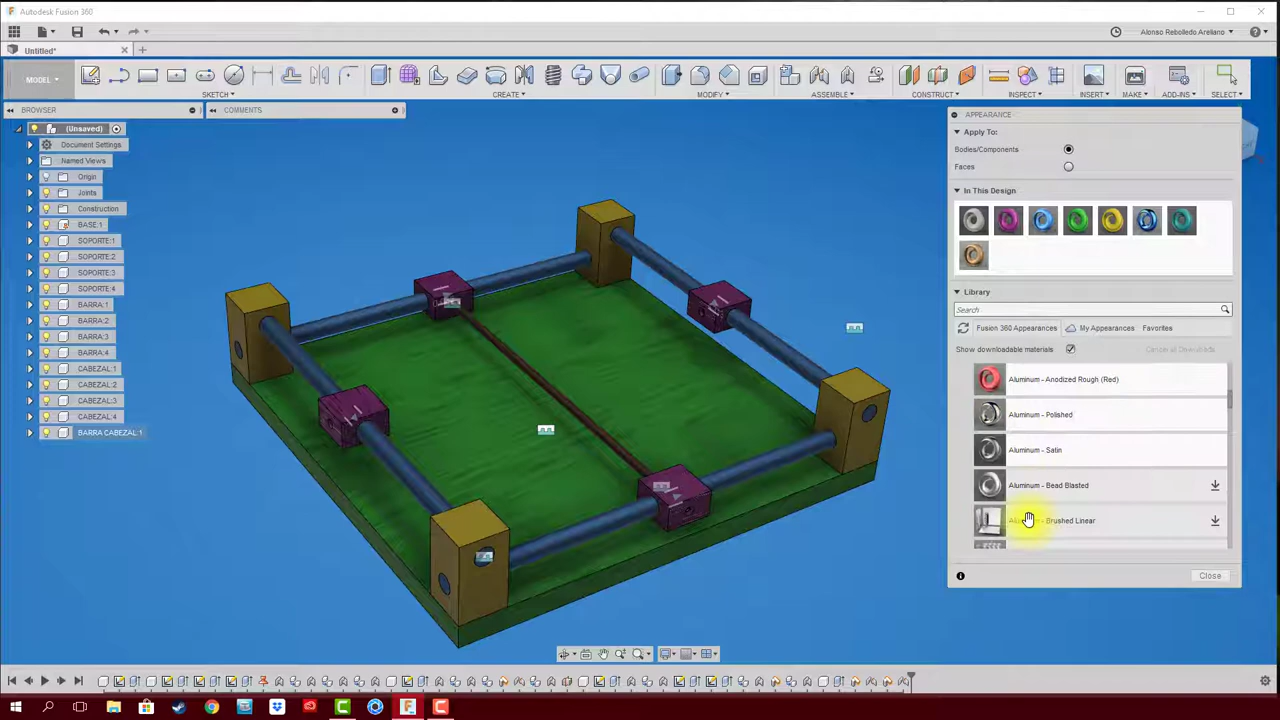 Autodesk Fusion 360
Alonso Rebolledo Arellano
Untitled*
MODEL
SKETCH
CREATE
MODIFY
ASSEMBLE
CONSTRUCT
INSPECT
INSERT
MAKE
ADD-INS
SELECT
BROWSER
COMMENTS
(Unsaved)
Document Settings
Named Views
Origin
Joints
Construction
BASE:1
SOPORTE:1
SOPORTE:2
SOPORTE:3
SOPORTE:4
BARRA:1
BARRA:2
BARRA:3
BARRA:4
CABEZAL:1
CABEZAL:2
CABEZAL:3
CABEZAL:4
BARRA CABEZAL:1
APPEARANCE
Apply To:
Bodies/Components
Faces
In This Design
Library
Search
Fusion 360 Appearances
My Appearances
Favorites
Show downloadable materials
Cancel all Downloads
Aluminum - Anodized Rough (Red)
Aluminum - Polished
Aluminum - Satin
Aluminum - Bead Blasted
Brushed Linear
Close